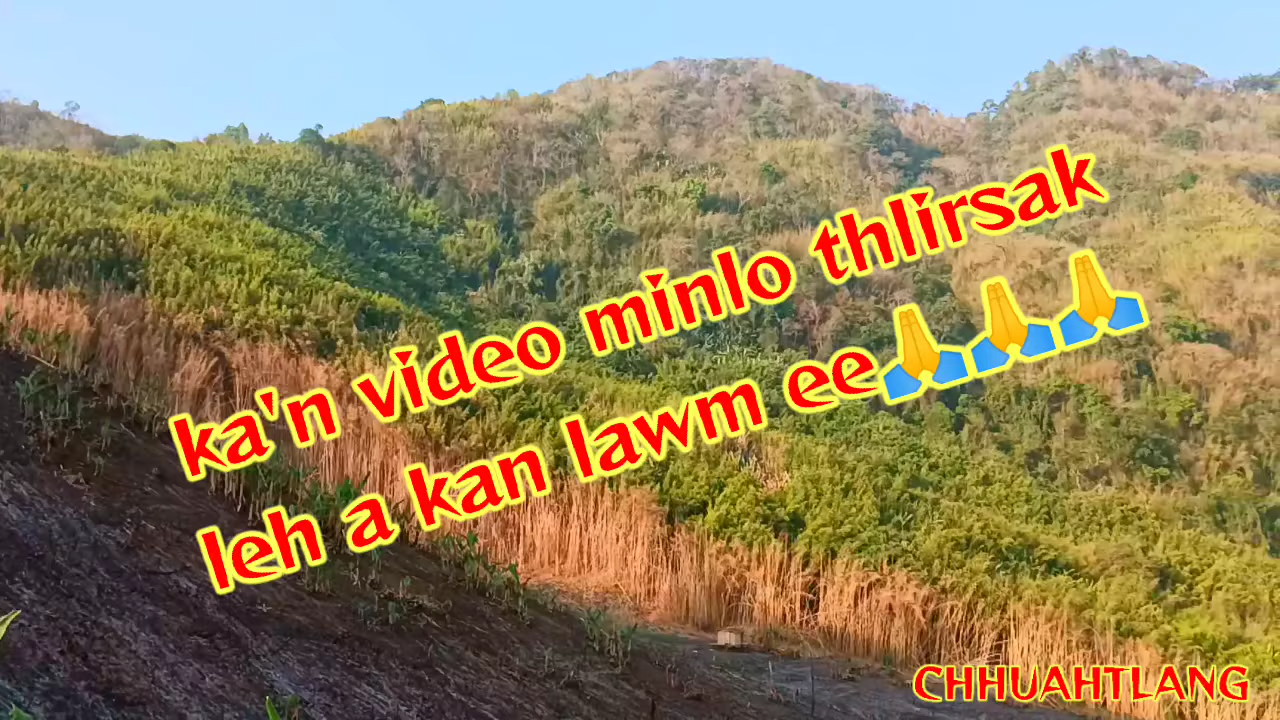 ka'n video minlo thlirsak
leh a kan lawm ee🙏🙏🙏
CHHUAHTLANG